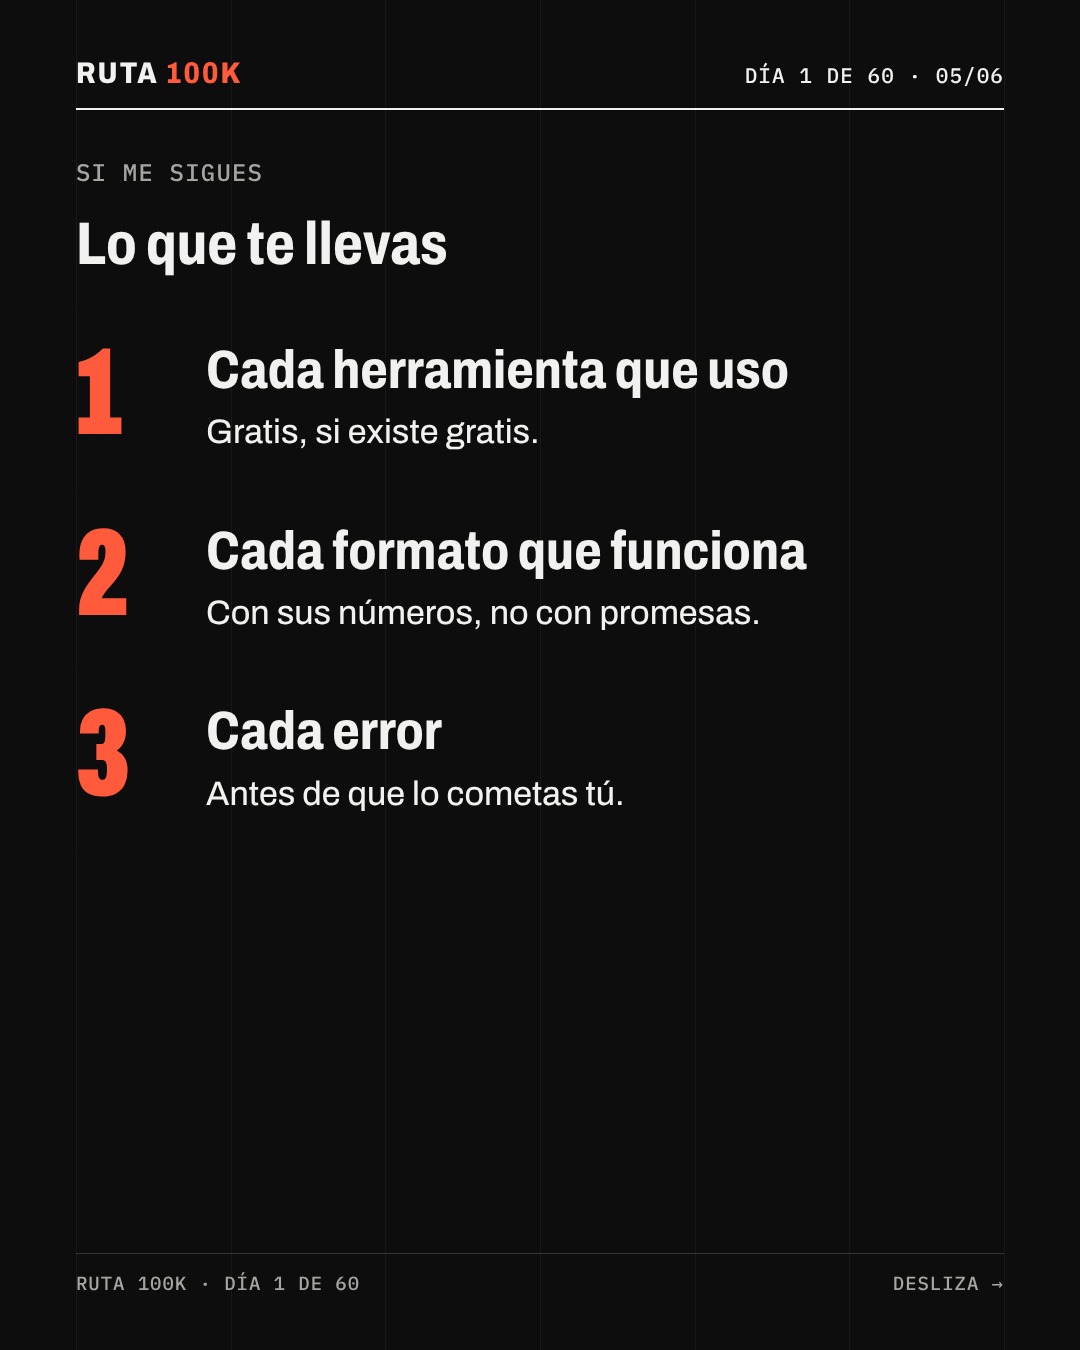 RUTA 100K
DÍA 1 DE 60 · 05/06
SI ME SIGUES
Lo que te llevas
1
Cada herramienta que uso
Gratis, si existe gratis.
2
Cada formato que funciona
Con sus números, no con promesas.
3
Cada error
Antes de que lo cometas tú.
RUTA 100K · DÍA 1 DE 60
DESLIZA →